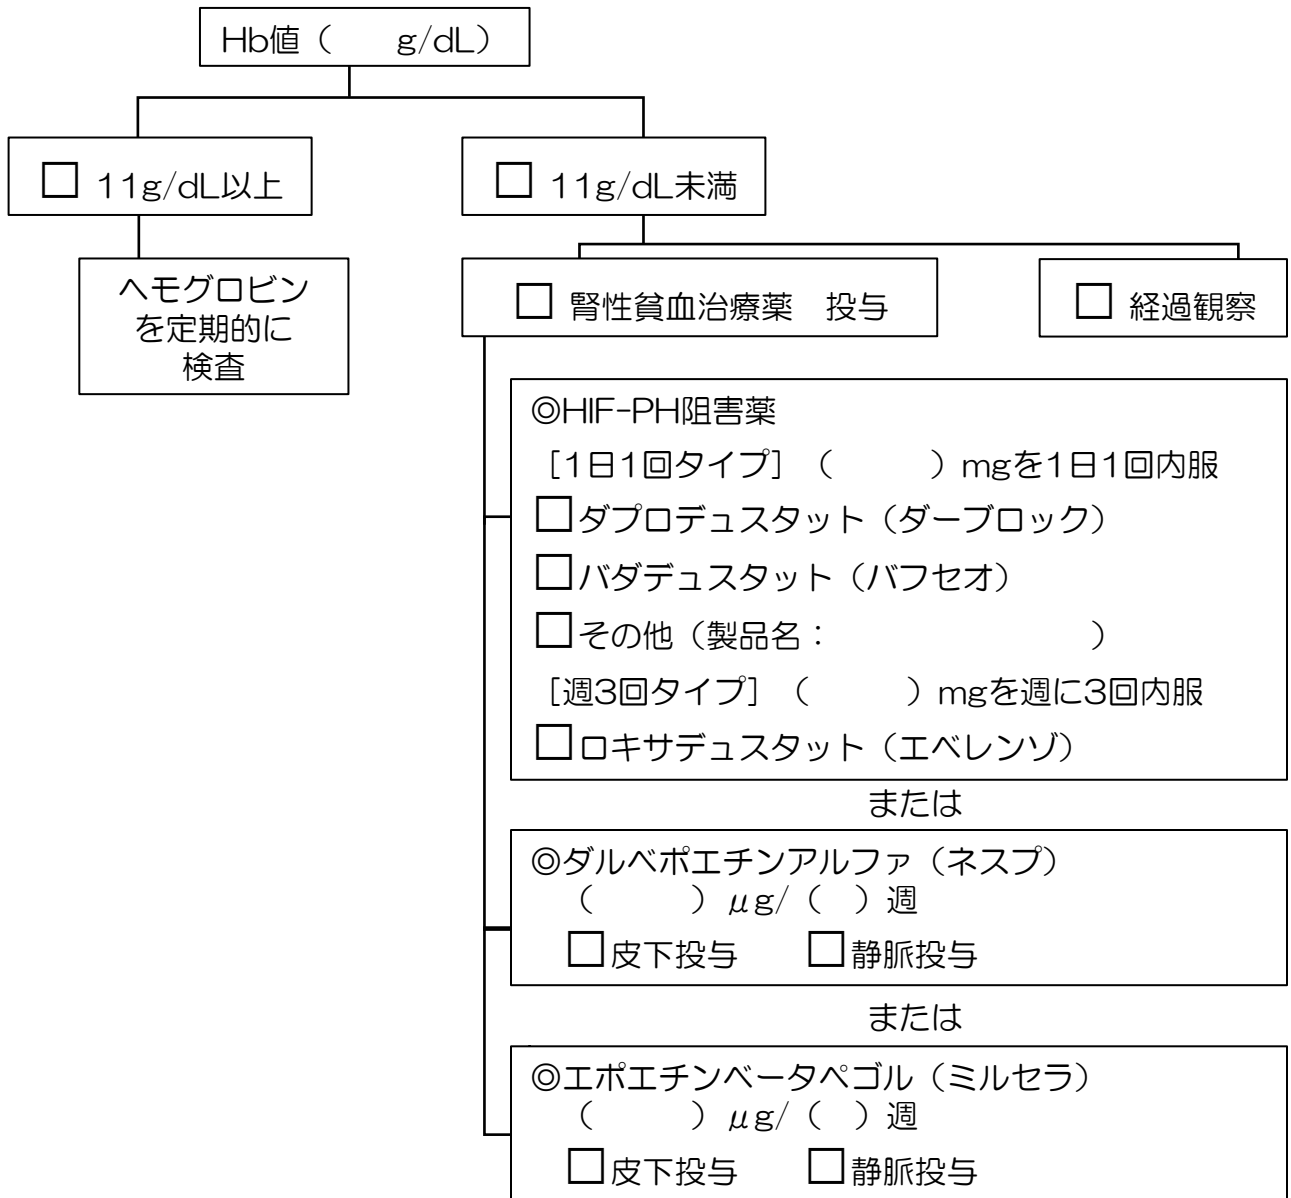 Hb値（　　g/dL）
□ 11g/dL以上
□ 11g/dL未満
ヘモグロビン
を定期的に
検査
□ 腎性貧血治療薬　投与
□ 経過観察
◎HIF-PH阻害薬
［1日1回タイプ］（　　　）mgを1日1回内服
□ダプロデュスタット（ダーブロック）
□バダデュスタット（バフセオ）
□その他（製品名：　　　　　　　　）
［週3回タイプ］（　　　）mgを週に3回内服
□ロキサデュスタット（エベレンゾ）
または
◎ダルベポエチンアルファ（ネスプ）
（　　　）μg/（　）週
□皮下投与　　□静脈投与
または
◎エポエチンベータペゴル（ミルセラ）
（　　　）μg/（　）週
□皮下投与　　□静脈投与